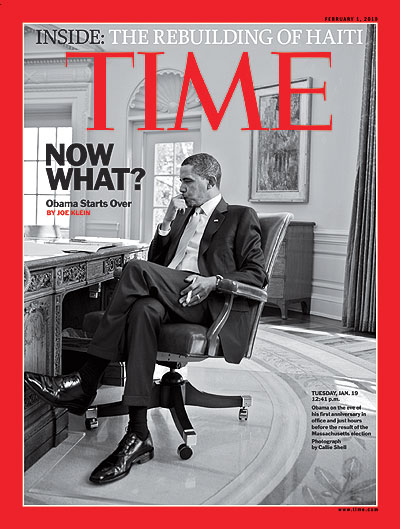 FEBRUARY 1, 2010
INSIDE: THE REBUILDING OF HAITI
TIME
NOW
WHAT?
Obama Starts Over
BY JOE KLEIN
TUESDAY, JAN. 19
12:41 p.m.
Obama on the eve of
his first anniversary in
office and just hours
before the result of the
Massachusetts election
Photograph
by Callie Shell
www.time.com